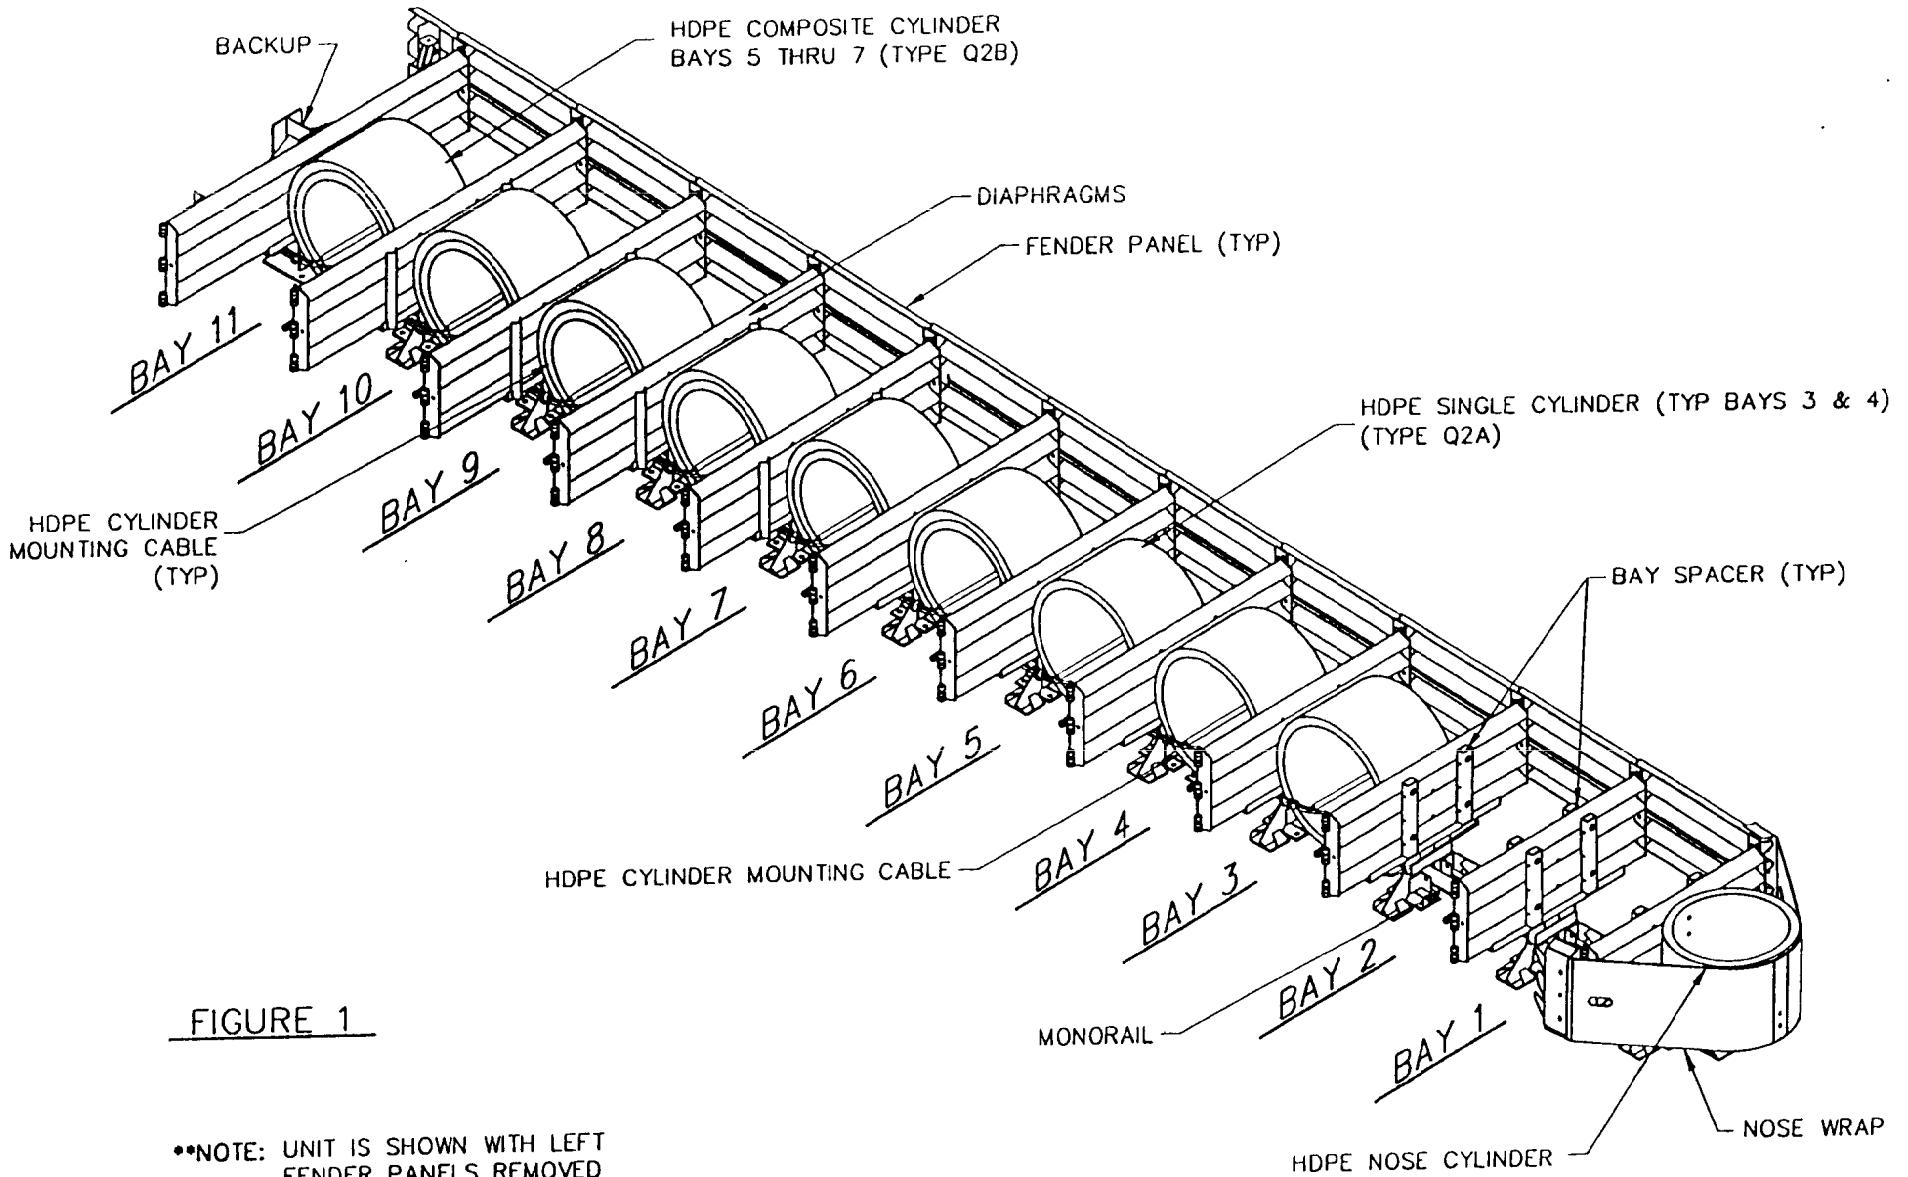 BACKUP
HDPE COMPOSITE CYLINDER
BAYS 5 THRU 7 (TYPE Q2B)
DIAPHRAGMS
FENDER PANEL (TYP)
BAY 11
BAY 10
BAY 9
BAY 8
BAY 7
BAY 6
BAY 5
BAY 4
BAY 3
BAY 2
BAY 1
HDPE SINGLE CYLINDER (TYP BAYS 3 & 4)
(TYPE Q2A)
HDPE CYLINDER
MOUNTING CABLE
(TYP)
BAY SPACER (TYP)
HDPE CYLINDER MOUNTING CABLE
MONORAIL
NOSE WRAP
HDPE NOSE CYLINDER
FIGURE 1
**NOTE: UNIT IS SHOWN WITH LEFT
FENDER PANELS REMOVED